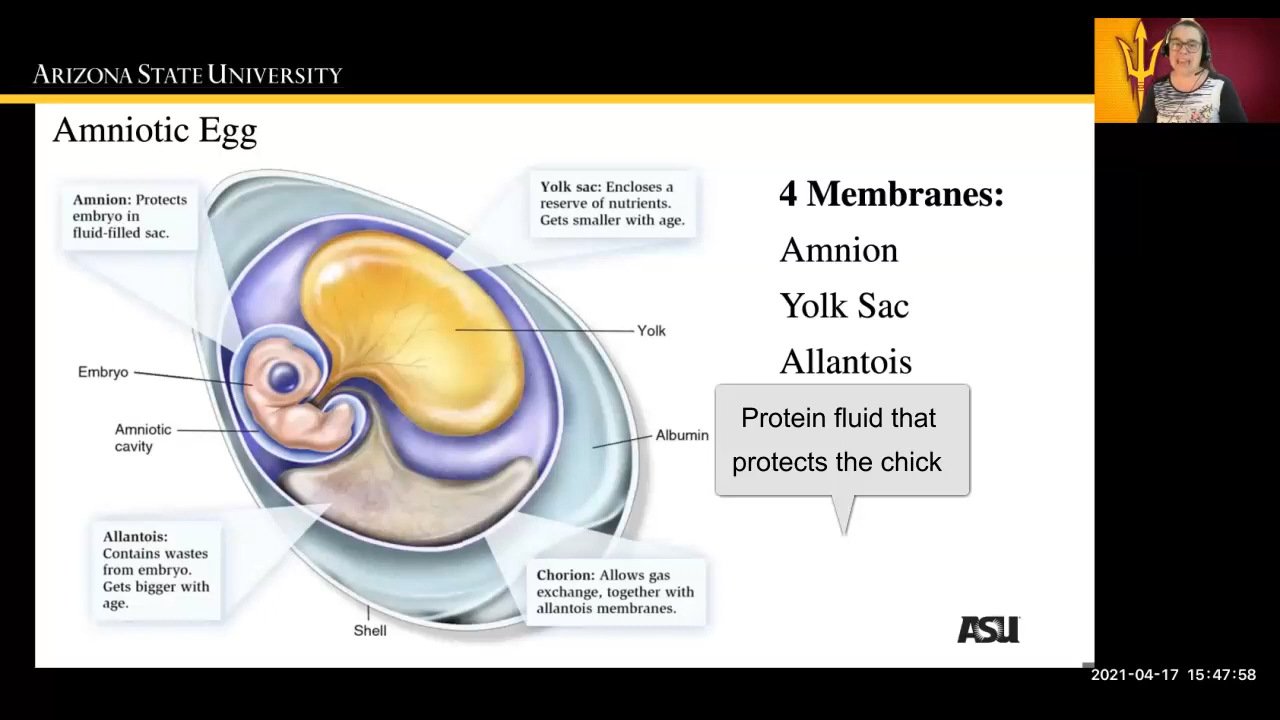 ARIZONA STATE UNIVERSITY
Amniotic Egg
Amnion: Protects
embryo in
fluid-filled sac.
Yolk sac: Encloses a
reserve of nutrients.
Gets smaller with age.
Yolk
Embryo
Amniotic
cavity
Albumin
Allantois:
Contains wastes
from embryo.
Gets bigger with
age.
Chorion: Allows gas
exchange, together with
allantois membranes.
Shell
4 Membranes:
Amnion
Yolk Sac
Allantois
Protein fluid that
protects the chick
ASU
2021-04-17 15:47:58